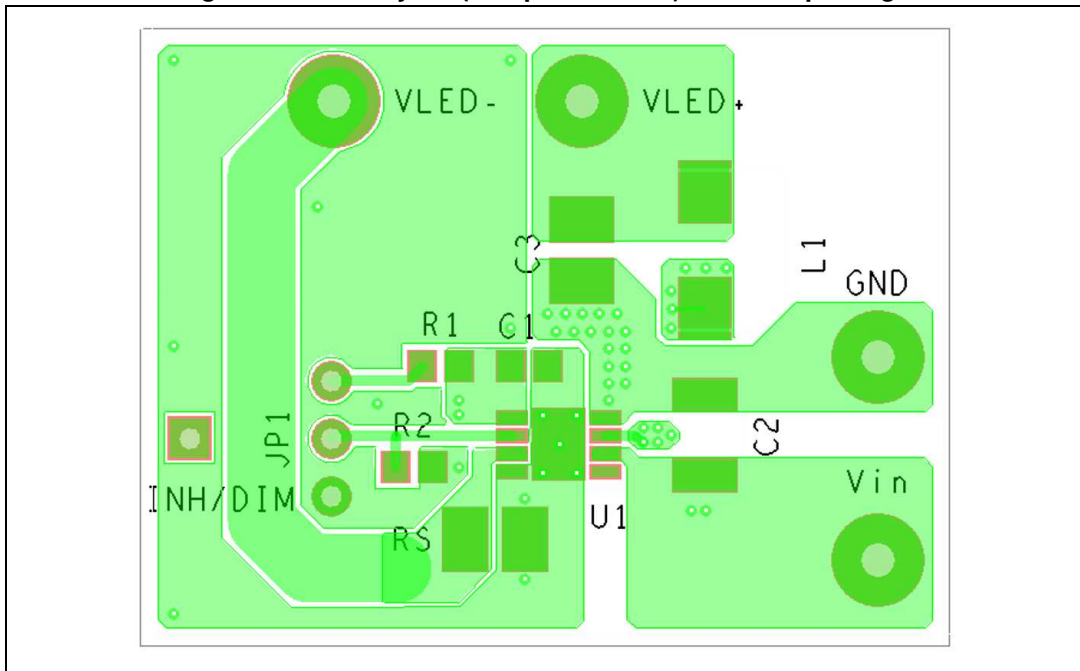 VLED-
VLED+
C3
L1
GND
R1
C1
JP1
R2
C2
INH/DIM
Vin
RS
U1